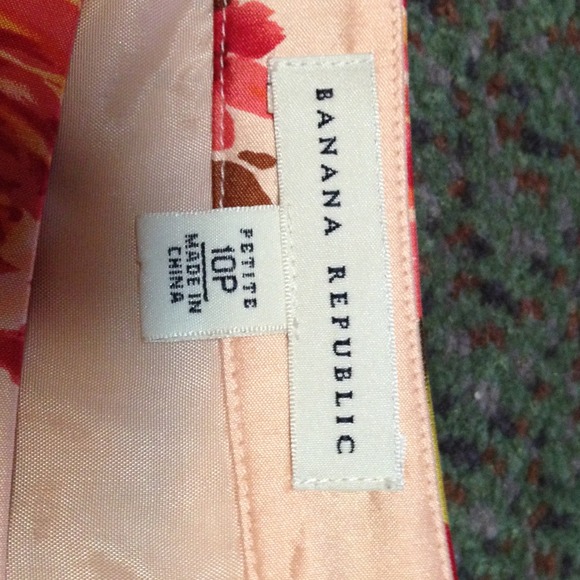 BANANA REPUBLIC
PETITE
10P
MADE IN
CHINA